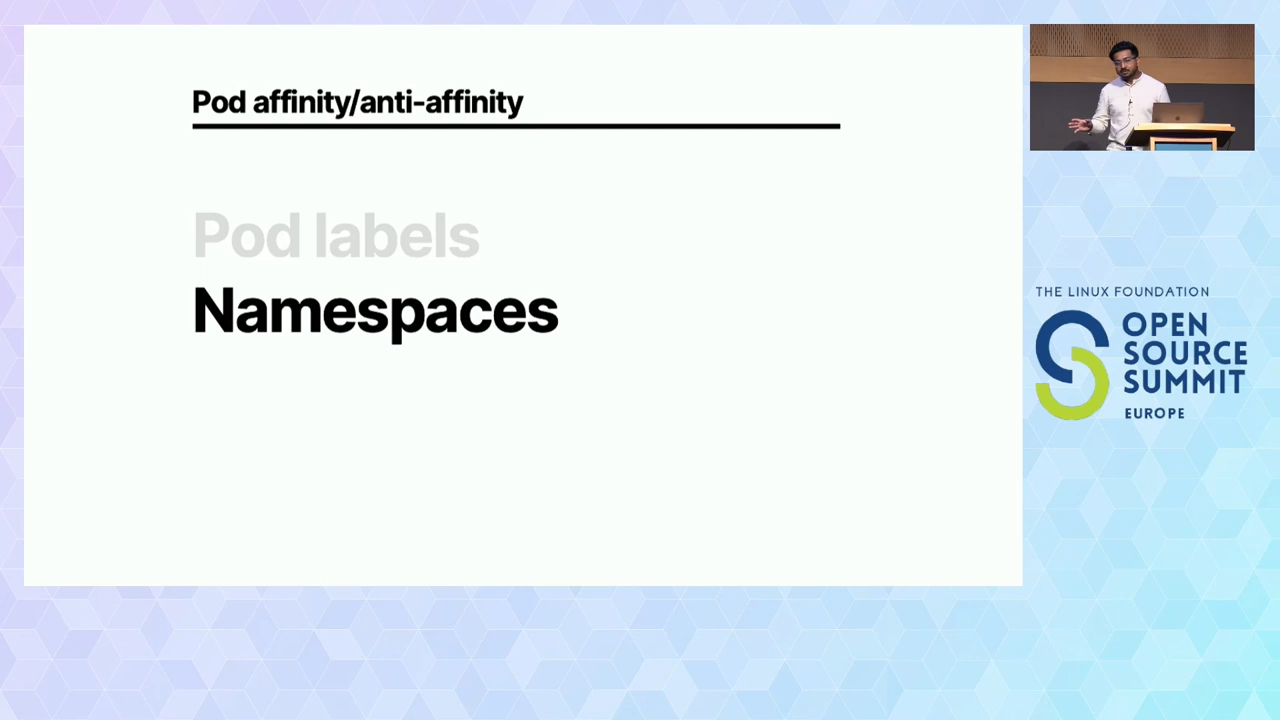 Pod affinity/anti-affinity
Pod labels
Namespaces
THE LINUX FOUNDATION
OPEN
SOURCE
SUMMIT
EUROPE